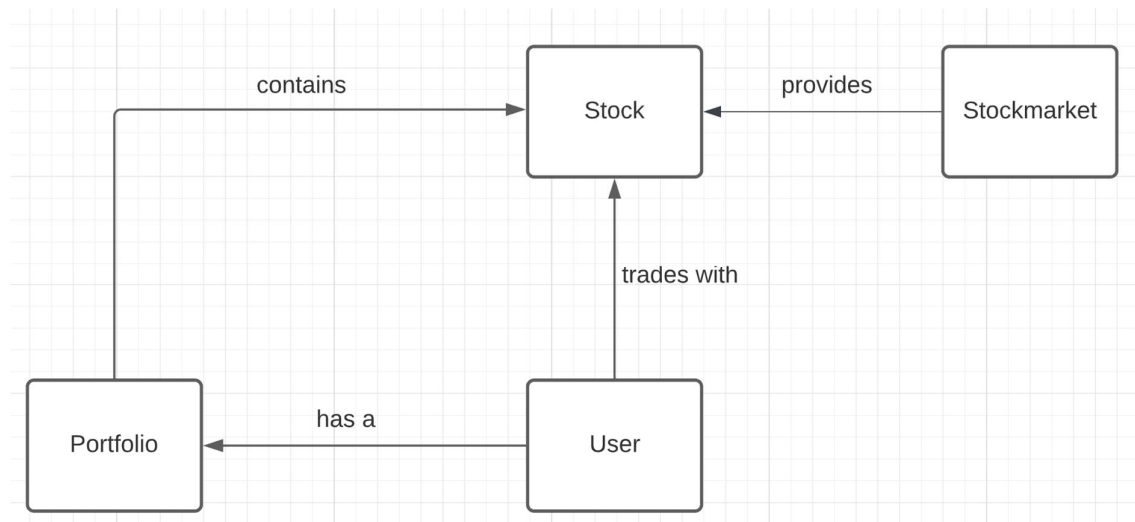 contains
provides
Stock
Stockmarket
trades with
has a
Portfolio
User